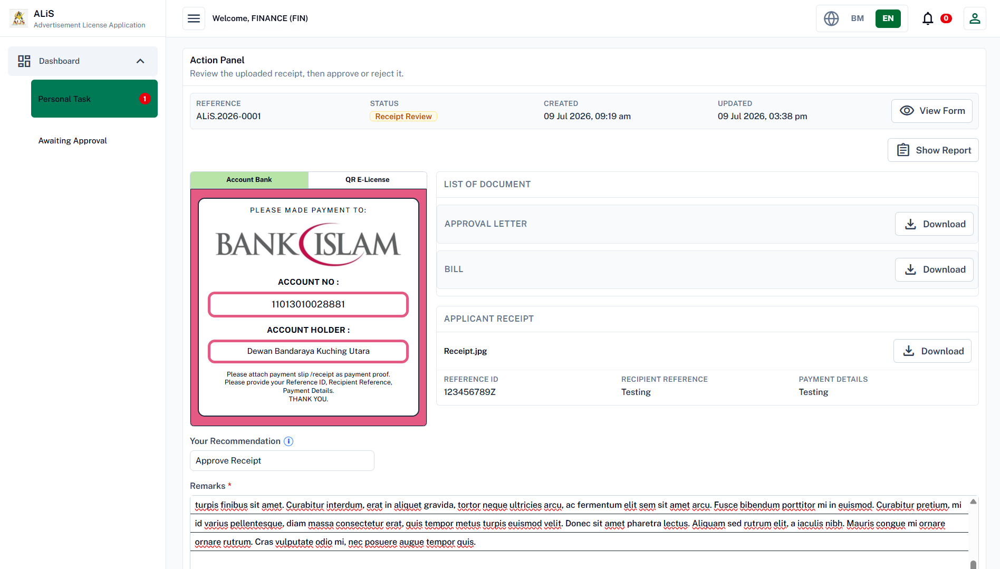 ALiS
Advertisement License Application
Welcome, FINANCE (FIN)
BM
EN
0
Dashboard
Personal Task
1
Awaiting Approval
Action Panel
Review the uploaded receipt, then approve or reject it.
REFERENCE
ALiS.2026-0001
STATUS
Receipt Review
CREATED
09 Jul 2026, 09:19 am
UPDATED
09 Jul 2026, 03:38 pm
View Form
Show Report
Account Bank
QR E-License
PLEASE MADE PAYMENT TO:
BANK ISLAM
ACCOUNT NO :
11013010028881
ACCOUNT HOLDER :
Dewan Bandaraya Kuching Utara
Please attach payment slip /receipt as payment proof.
Please provide your Reference ID, Recipient Reference,
Payment Details.
THANK YOU.
LIST OF DOCUMENT
APPROVAL LETTER
Download
BILL
Download
APPLICANT RECEIPT
Receipt.jpg
Download
REFERENCE ID
123456789Z
RECIPIENT REFERENCE
Testing
PAYMENT DETAILS
Testing
Your Recommendation
Approve Receipt
Remarks *
turpis finibus sit amet. Curabitur interdum, erat in aliquet gravida, tortor neque ultricies arcu, ac fermentum elit sem sit amet arcu. Fusce bibendum porttitor mi in euismod. Curabitur pretium, mi
id varius pellentesque, diam massa consectetur erat, quis tempor metus turpis euismod velit. Donec sit amet pharetra lectus. Aliquam sed rutrum elit, a iaculis nibh. Mauris congue mi ornare
ornare rutrum. Cras vulputate odio mi, nec posuere augue tempor quis.